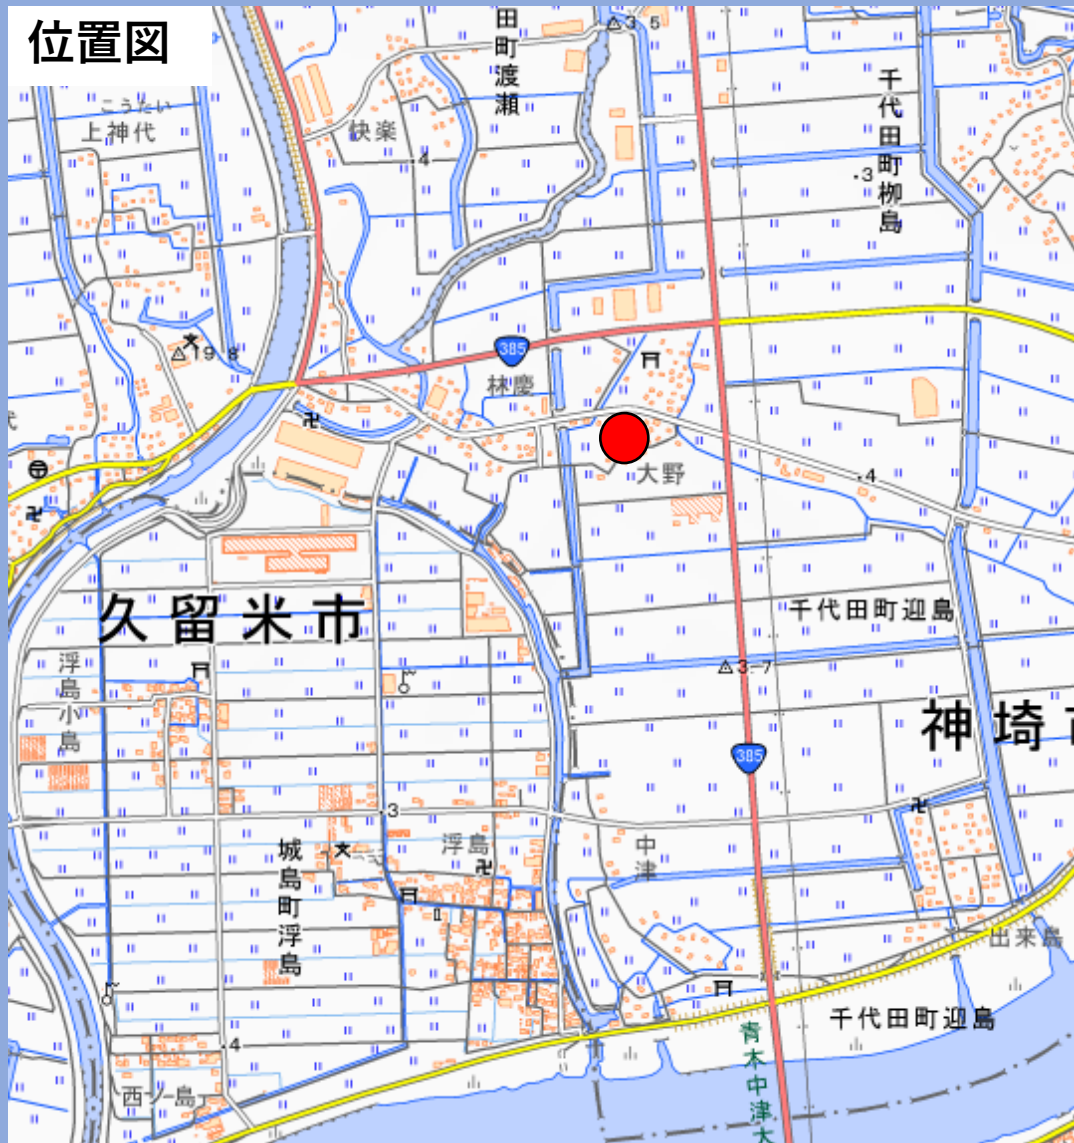 位置図
田町渡瀬
3.5
こうたい
上神代
快楽
4
千代田町柳島
3
19.8
385
林慶
大野
4
久留米市
千代田町迎島
浮島小島
3.7
神埼
385
3
浮島
中津
城島町浮島
出来島
千代田町迎島
4
西ノ島
青木中津大